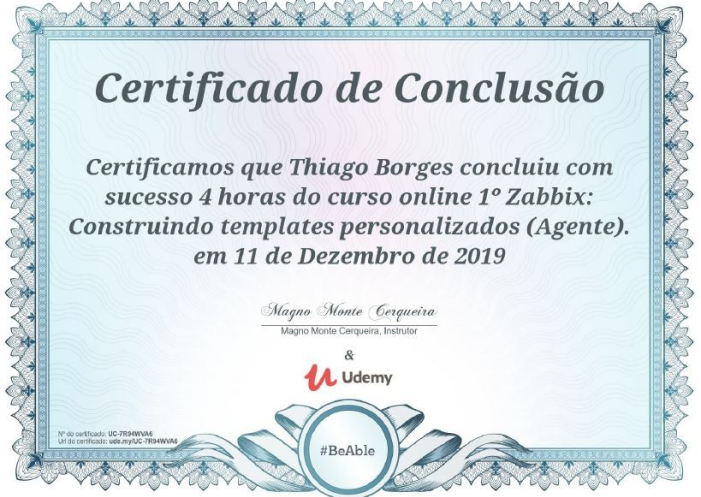 Certificado de Conclusão
Certificamos que Thiago Borges concluiu com
sucesso 4 horas do curso online 1º Zabbix:
Construindo templates personalizados (Agente).
em 11 de Dezembro de 2019
Magno Monte Cerqueira
Magno Monte Cerqueira, Instrutor
&
Udemy
Nº do certificado: UC-7R94WVA6
Url de certificado: ude.my/UC-7R94WVA6
#BeAble